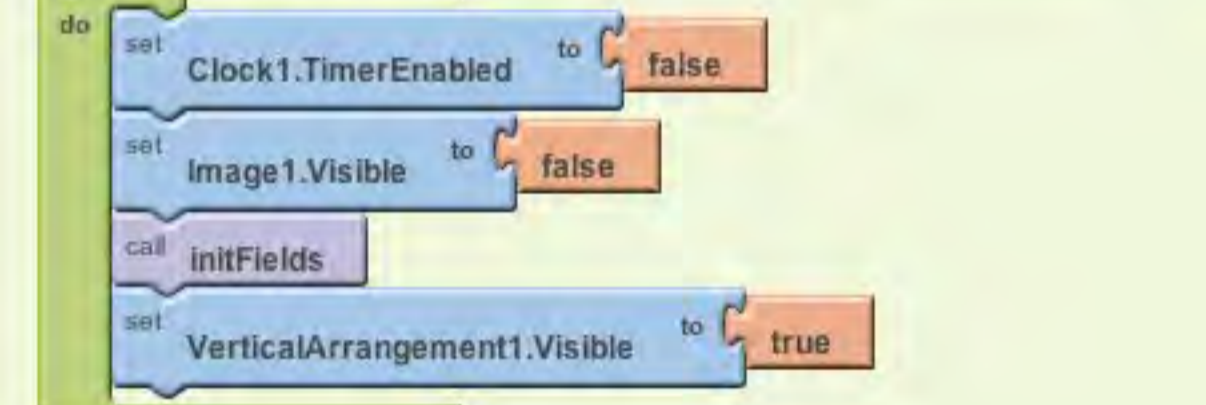 do
set Clock1.TimerEnabled to false
set Image1.Visible to false
call initFields
set VerticalArrangement1.Visible to true